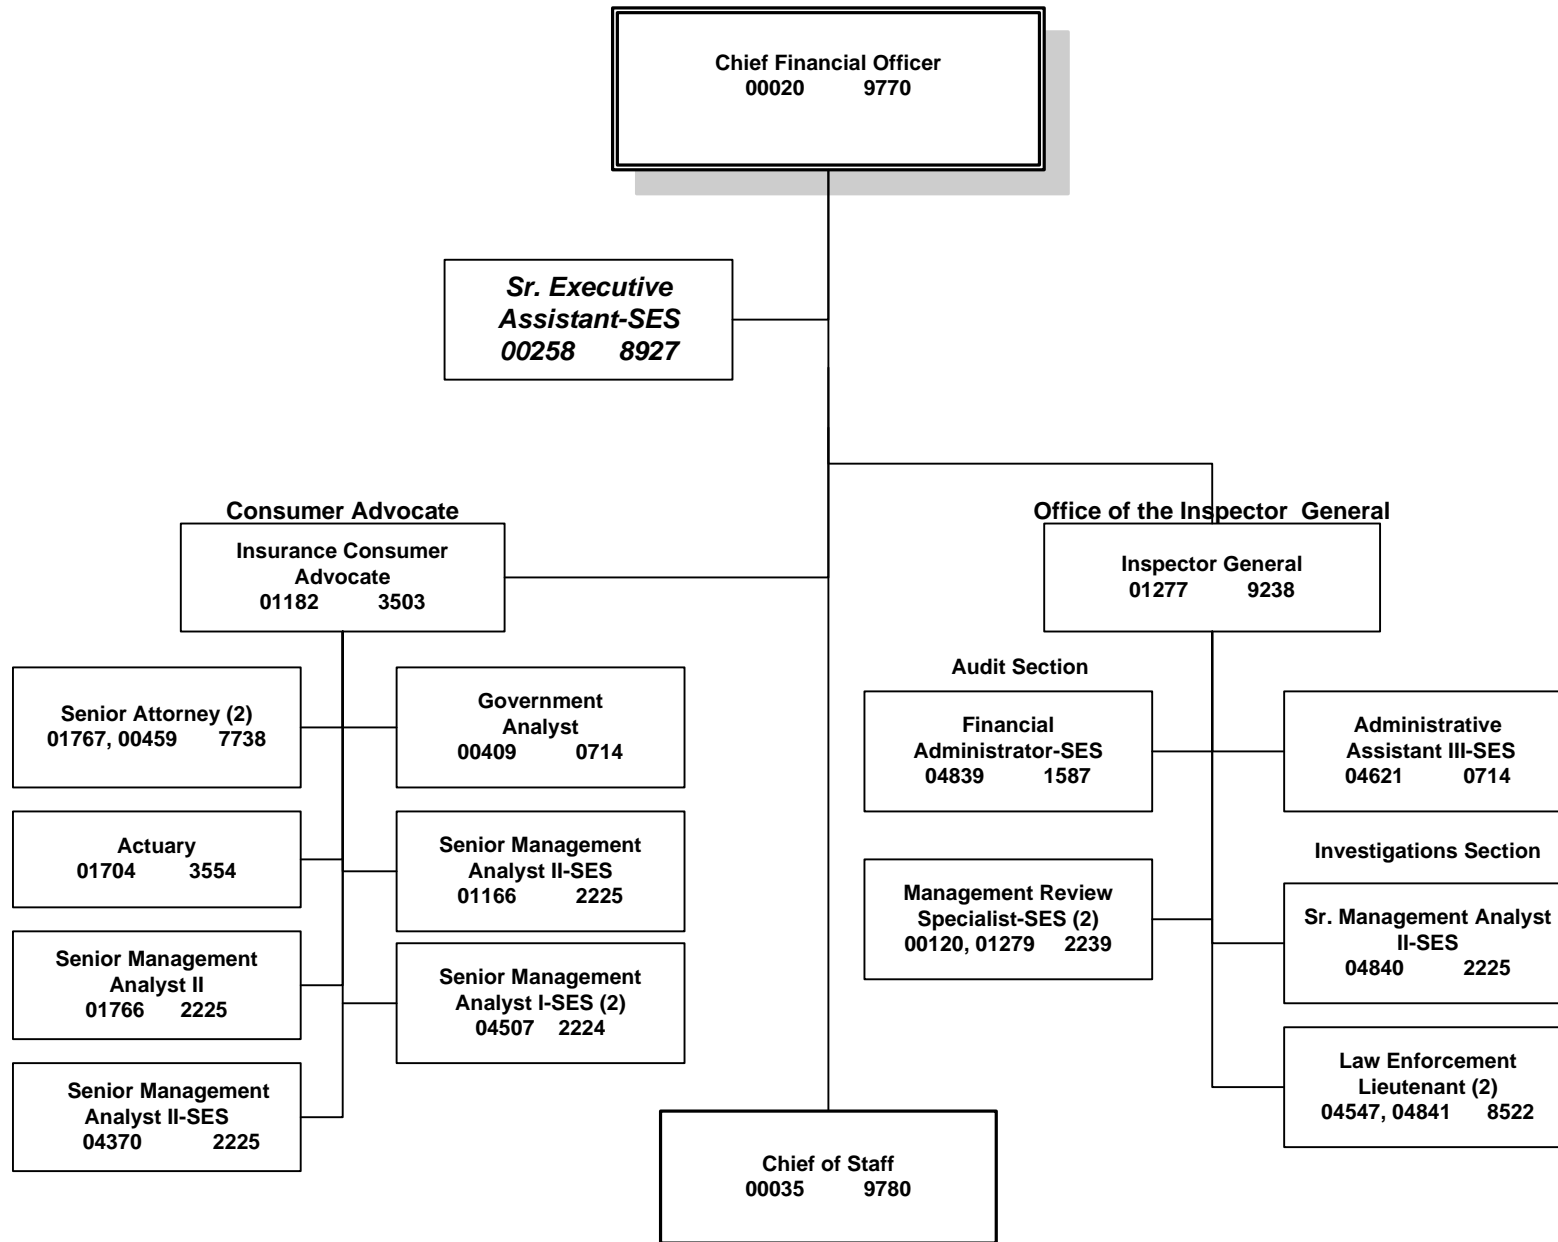 Chief Financial Officer
00020 9770
Sr. Executive
Assistant-SES
00258 8927
Consumer Advocate
Insurance Consumer
Advocate
01182 3503
Senior Attorney (2)
01767, 00459 7738
Government
Analyst
00409 0714
Actuary
01704 3554
Senior Management
Analyst II-SES
01166 2225
Senior Management
Analyst II
01766 2225
Senior Management
Analyst I-SES (2)
04507 2224
Senior Management
Analyst II-SES
04370 2225
Office of the Inspector General
Inspector General
01277 9238
Audit Section
Financial
Administrator-SES
04839 1587
Administrative
Assistant III-SES
04621 0714
Management Review
Specialist-SES (2)
00120, 01279 2239
Investigations Section
Sr. Management Analyst
II-SES
04840 2225
Law Enforcement
Lieutenant (2)
04547, 04841 8522
Chief of Staff
00035 9780